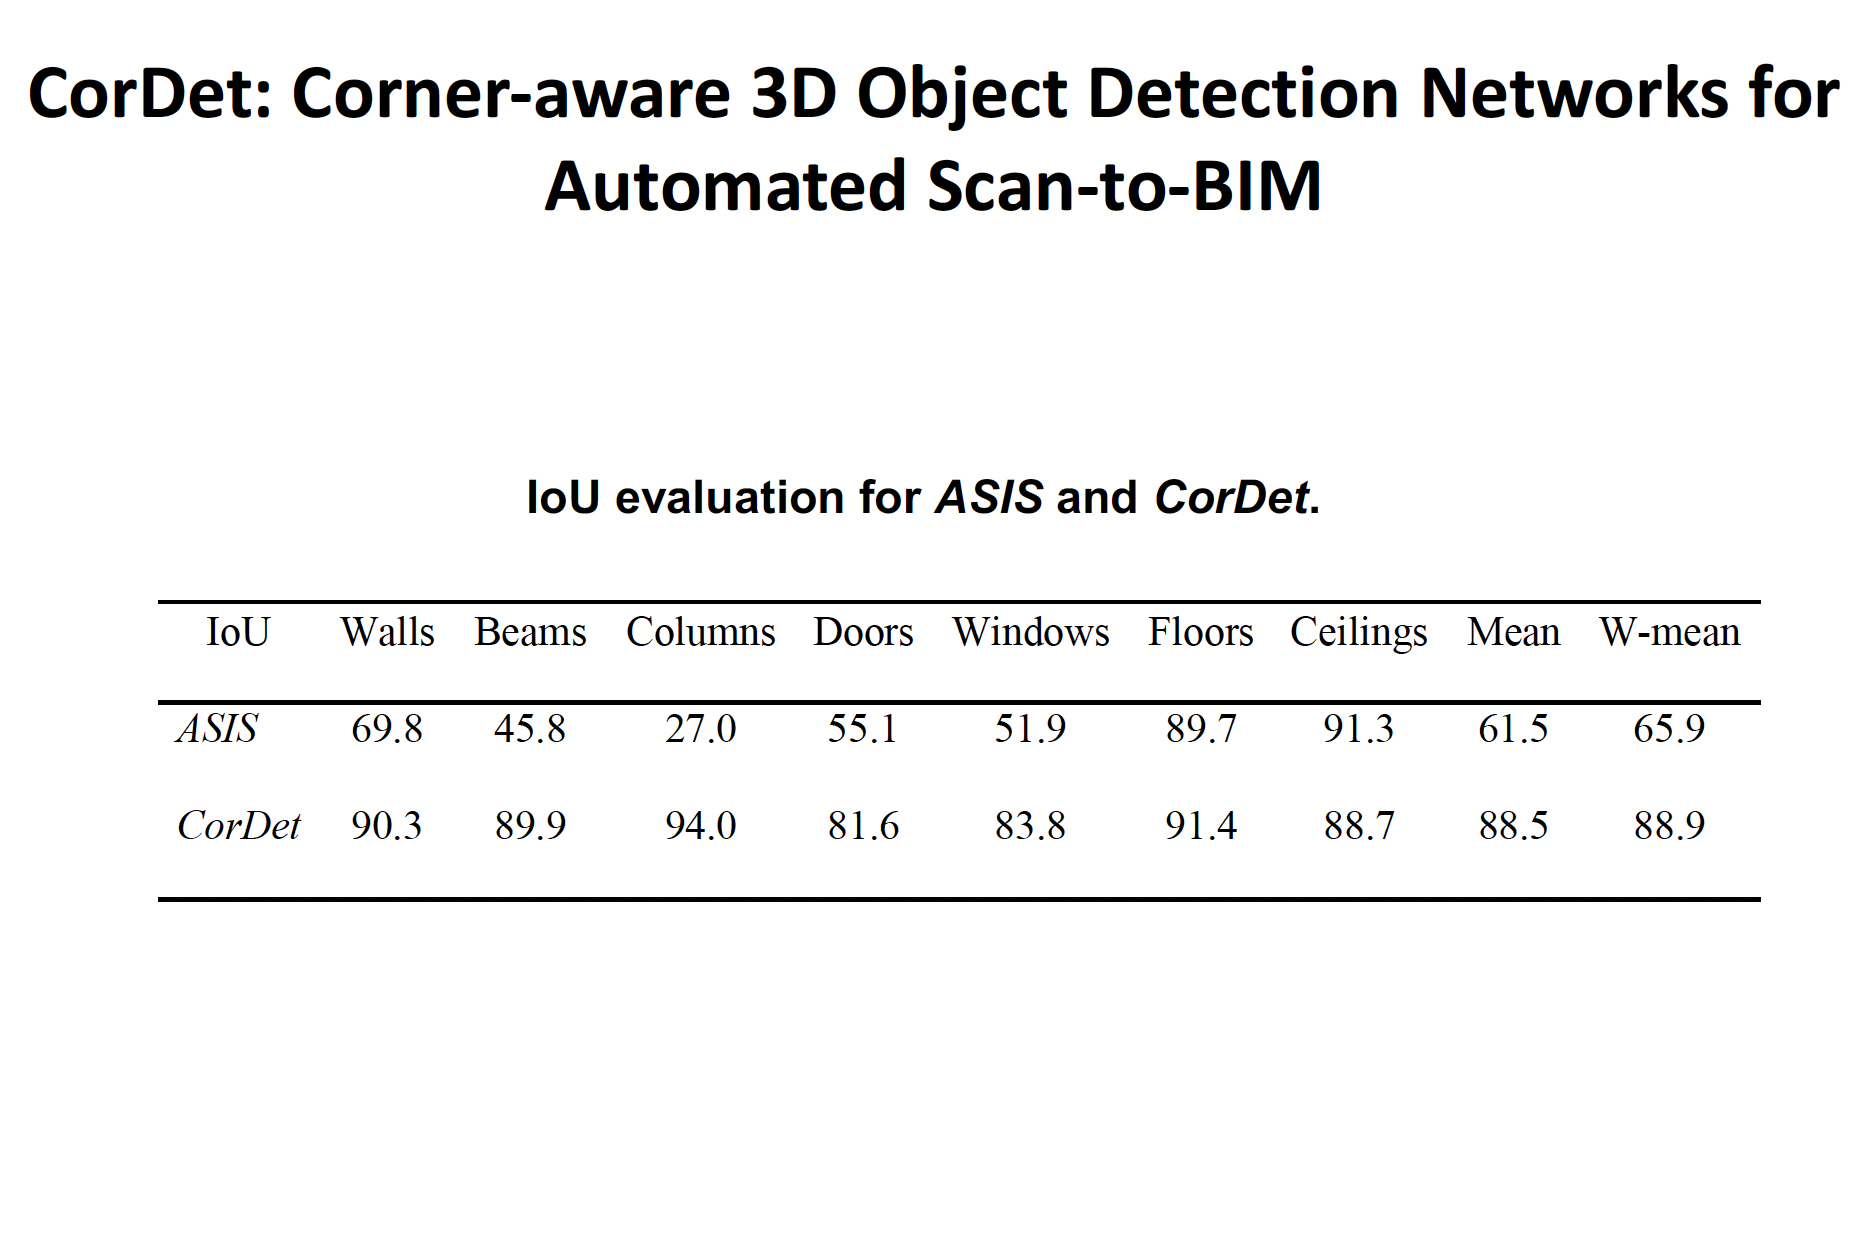 CorDet: Corner-aware 3D Object Detection Networks for
Automated Scan-to-BIM
IoU evaluation for ASIS and CorDet.
IoU Walls Beams Columns Doors Windows Floors Ceilings Mean W-mean
ASIS 69.8 45.8 27.0 55.1 51.9 89.7 91.3 61.5 65.9
CorDet 90.3 89.9 94.0 81.6 83.8 91.4 88.7 88.5 88.9